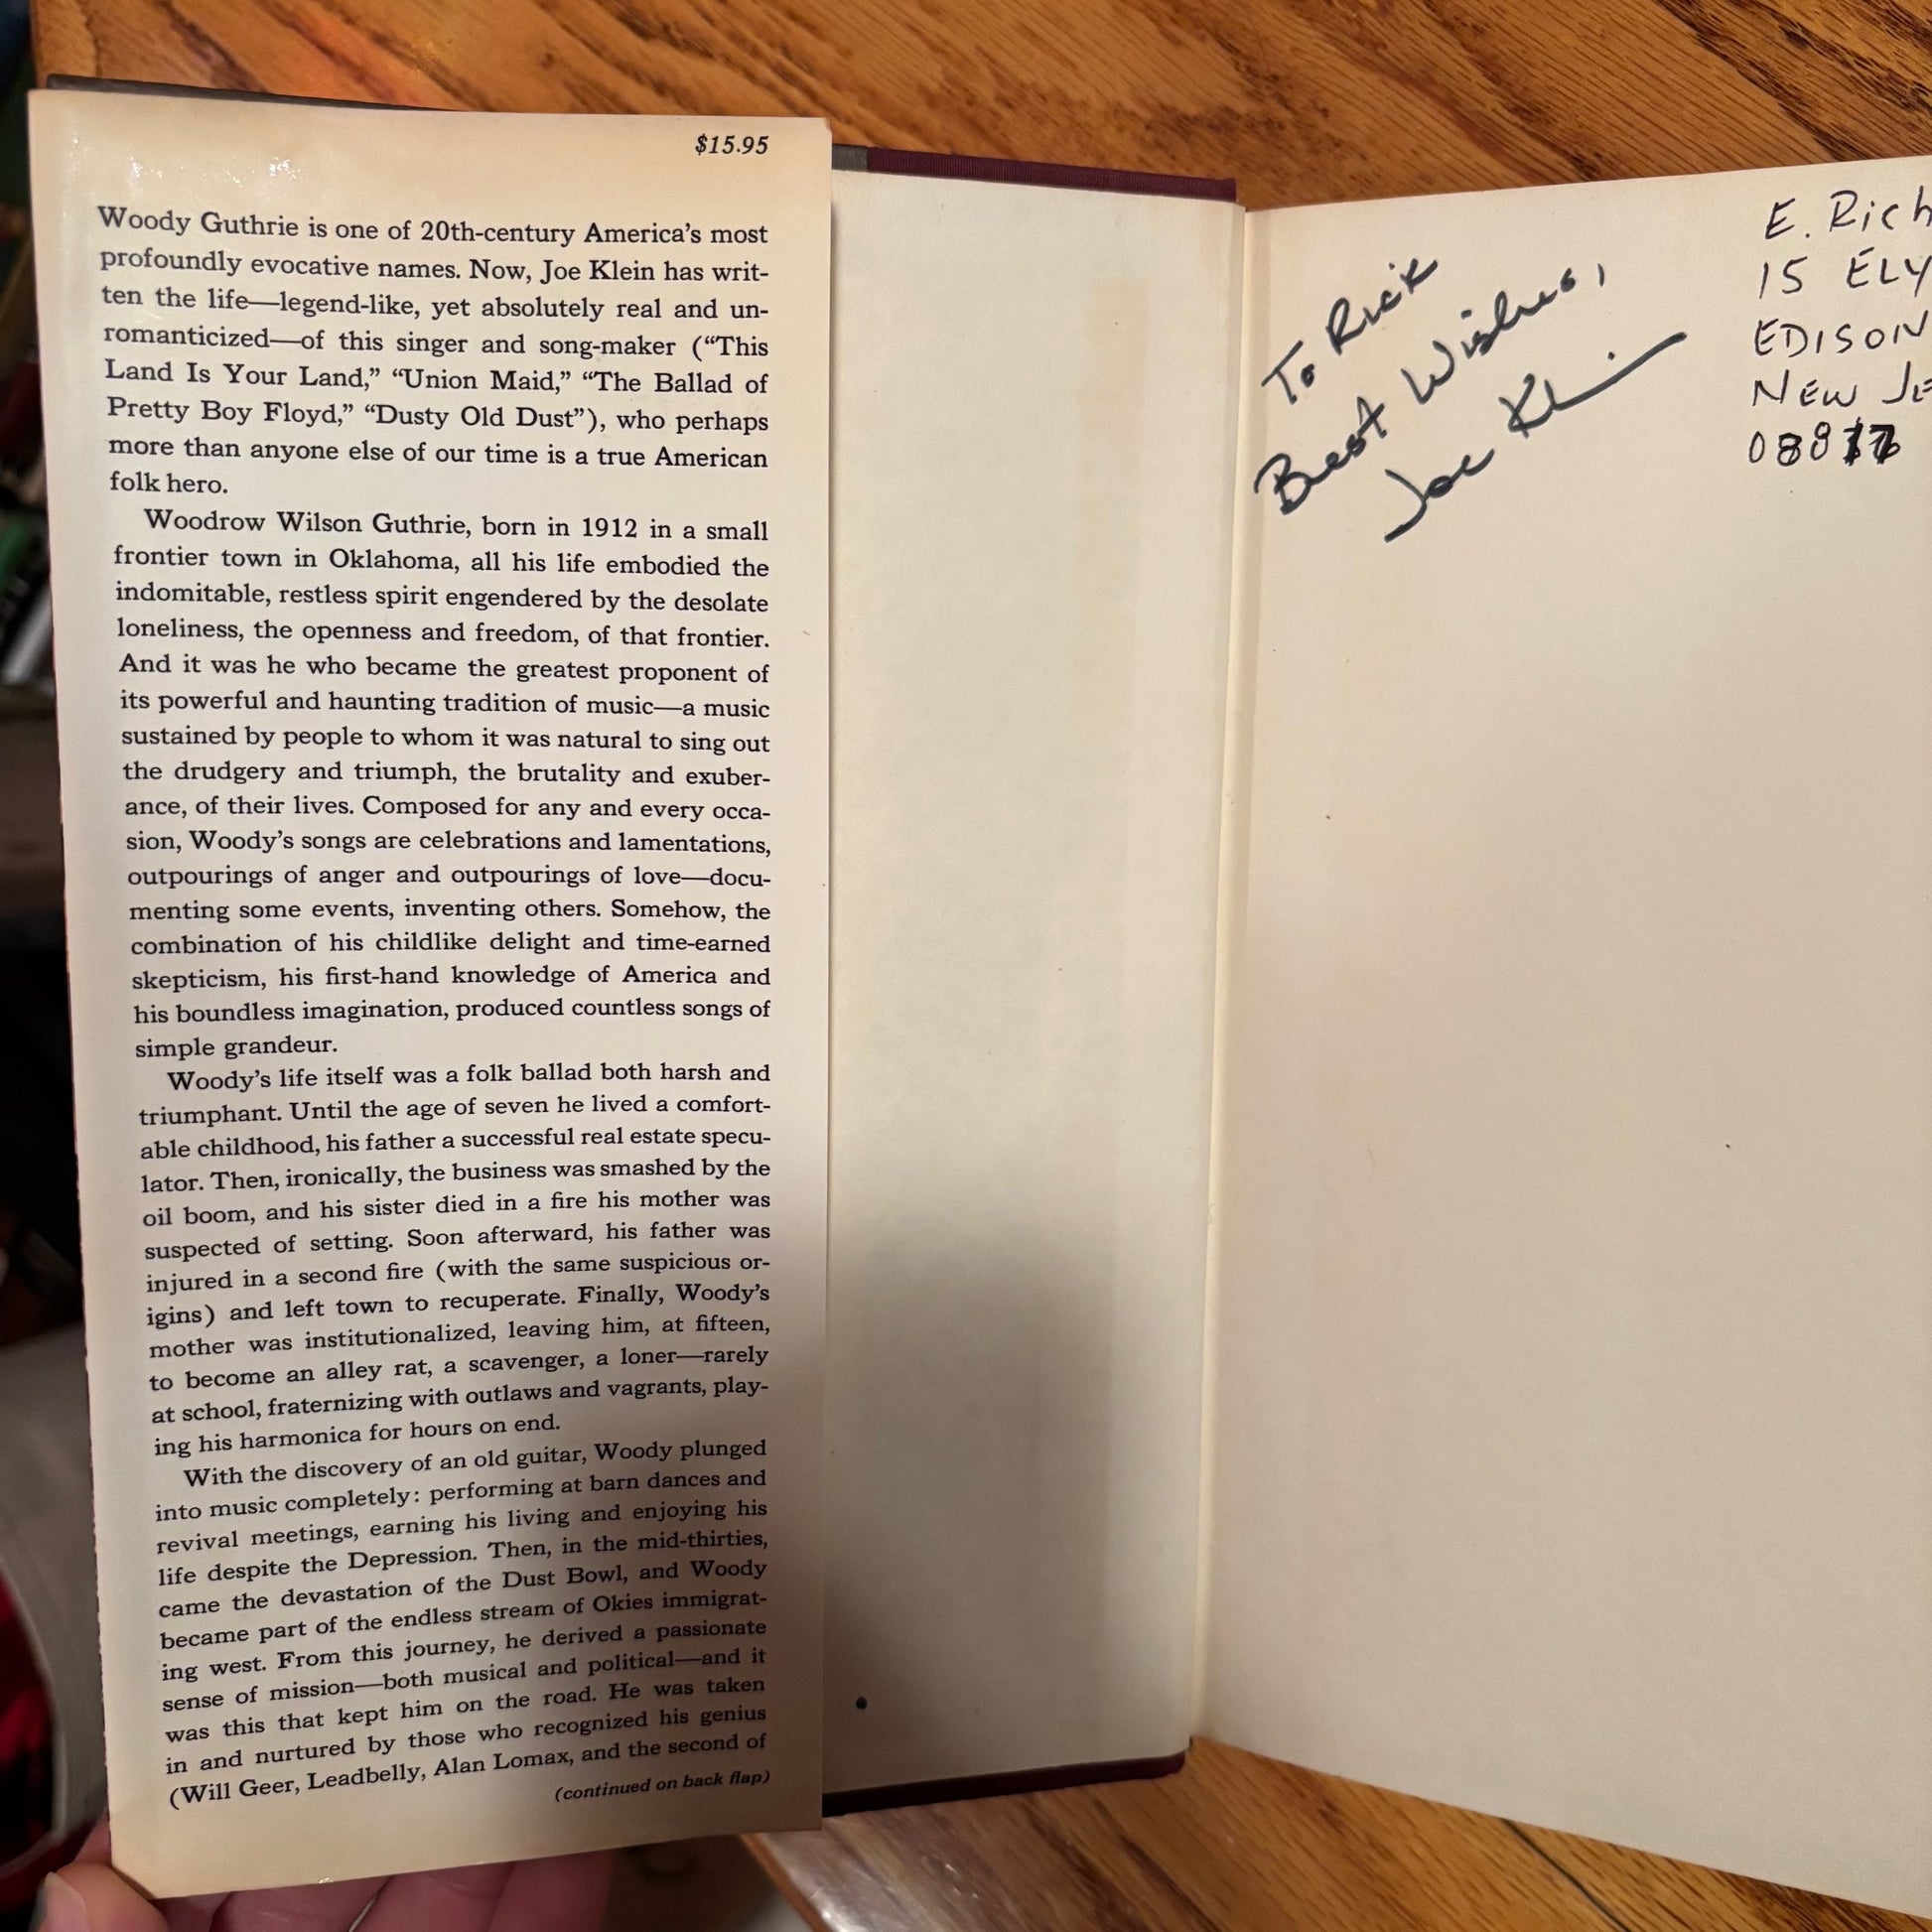 $15.95
Woody Guthrie is one of 20th-century America's most
profoundly evocative names. Now, Joe Klein has writ-
ten the life—legend-like, yet absolutely real and un-
romanticized—of this singer and song-maker (“This
Land Is Your Land,” “Union Maid,” “The Ballad of
Pretty Boy Floyd,” “Dusty Old Dust”), who perhaps
more than anyone else of our time is a true American
folk hero.
Woodrow Wilson Guthrie, born in 1912 in a small
frontier town in Oklahoma, all his life embodied the
indomitable, restless spirit engendered by the desolate
loneliness, the openness and freedom, of that frontier.
And it was he who became the greatest proponent of
its powerful and haunting tradition of music—a music
sustained by people to whom it was natural to sing out
the drudgery and triumph, the brutality and exuber-
ance, of their lives. Composed for any and every occa-
sion, Woody's songs are celebrations and lamentations,
outpourings of anger and outpourings of love—docu-
menting some events, inventing others. Somehow, the
combination of his childlike delight and time-earned
skepticism, his first-hand knowledge of America and
his boundless imagination, produced countless songs of
simple grandeur.
Woody's life itself was a folk ballad both harsh and
triumphant. Until the age of seven he lived a comfort-
able childhood, his father a successful real estate specu-
lator. Then, ironically, the business was smashed by the
oil boom, and his sister died in a fire his mother was
suspected of setting. Soon afterward, his father was
injured in a second fire (with the same suspicious or-
igins) and left town to recuperate. Finally, Woody's
mother was institutionalized, leaving him, at fifteen,
to become an alley rat, a scavenger, a loner—rarely
at school, fraternizing with outlaws and vagrants, play-
ing his harmonica for hours on end.
With the discovery of an old guitar, Woody plunged
into music completely: performing at barn dances and
revival meetings, earning his living and enjoying his
life despite the Depression. Then, in the mid-thirties,
came the devastation of the Dust Bowl, and Woody
became part of the endless stream of Okies immigrat-
ing west. From this journey, he derived a passionate
sense of mission—both musical and political—and it
was this that kept him on the road. He was taken
in and nurtured by those who recognized his genius
(Will Geer, Leadbelly, Alan Lomax, and the second of
(continued on back flap)
To Rick
Best Wishes,
Joe Klein
E. Rich
15 ELY
EDISON
NEW JE